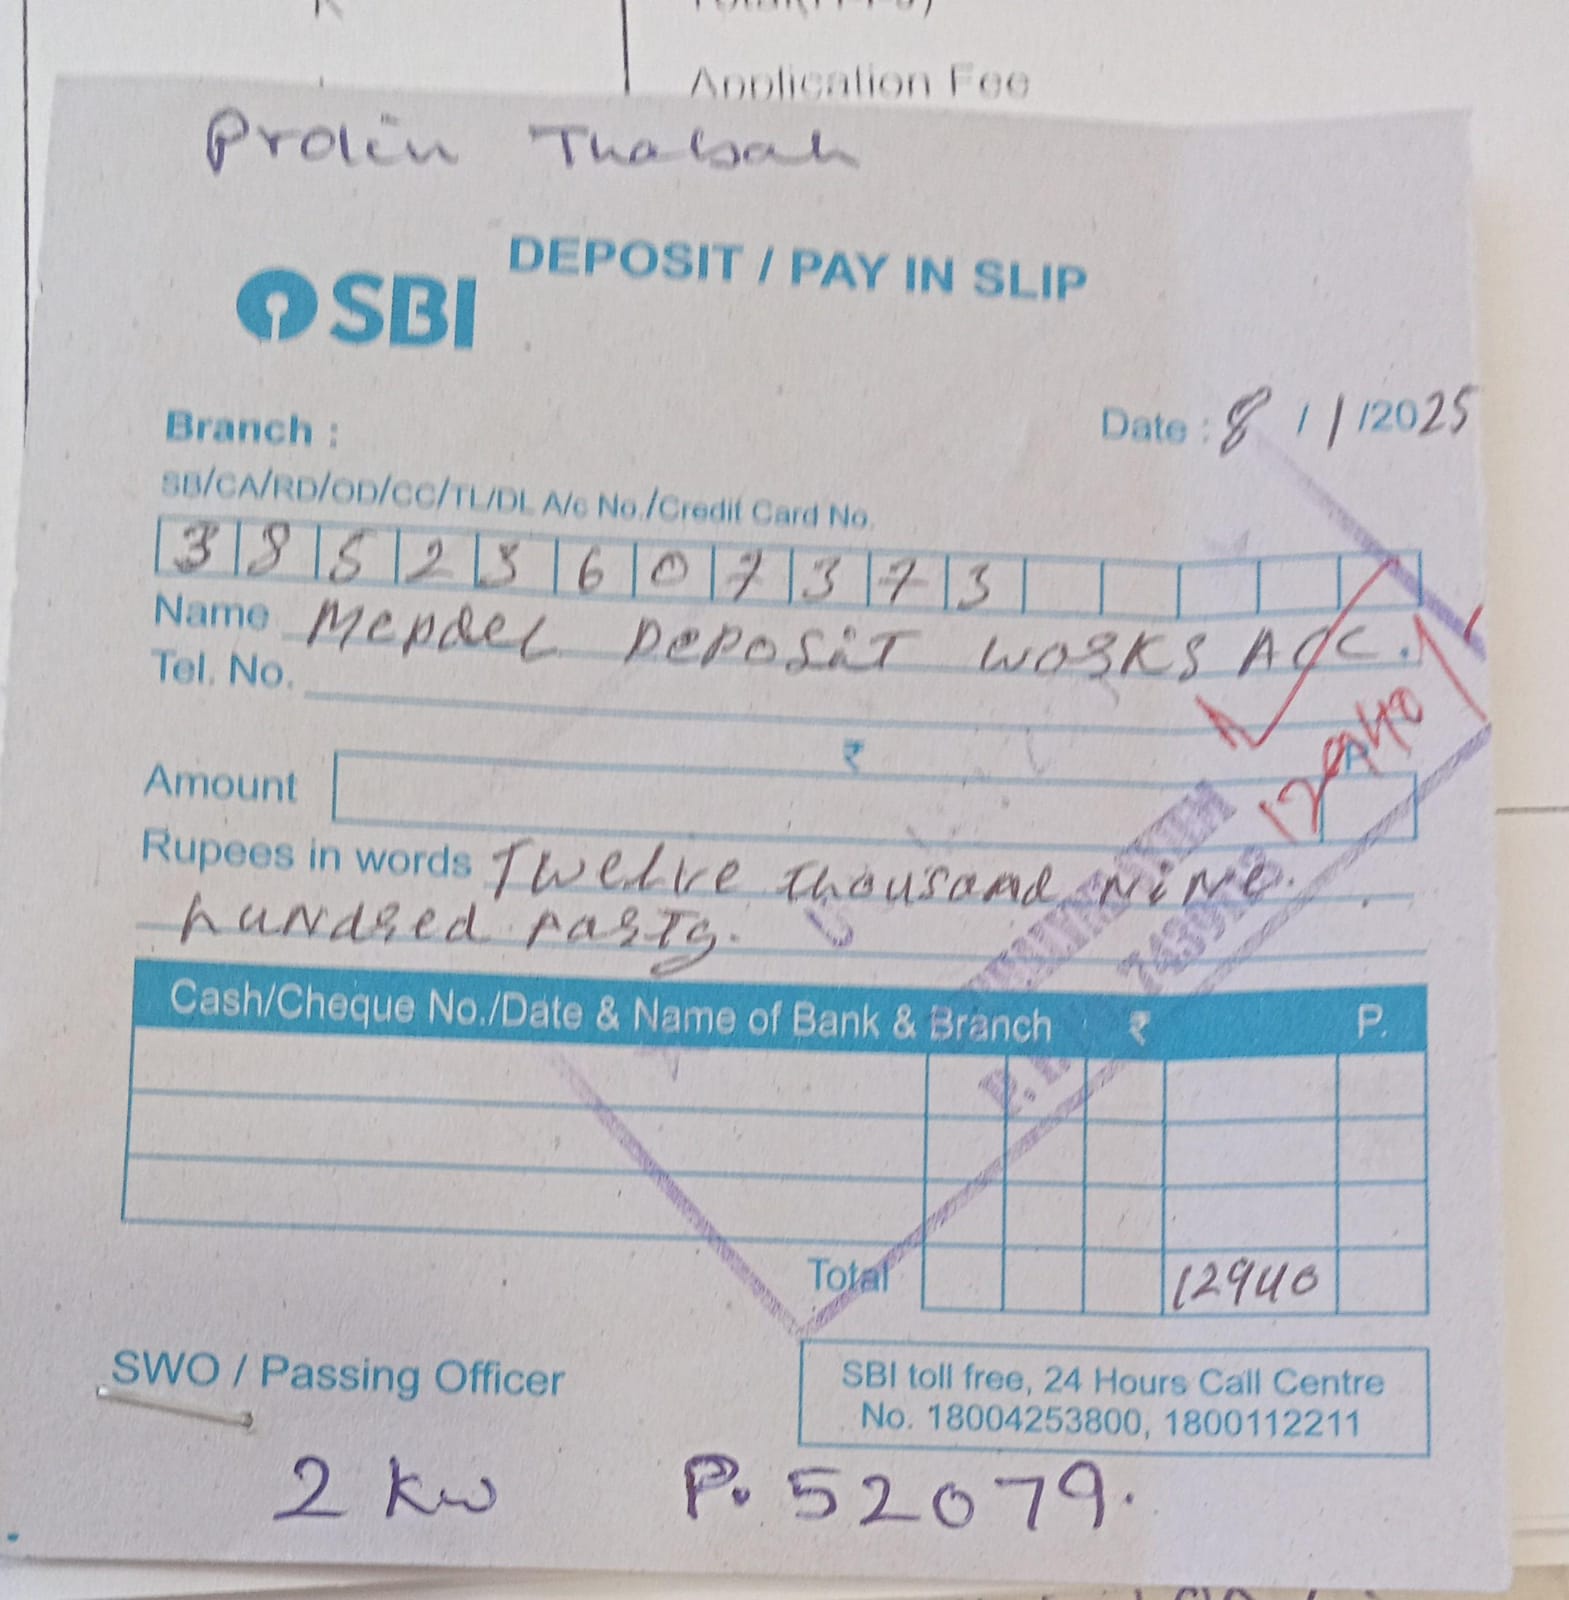 Application Fee
Prolin Thabah
DEPOSIT / PAY IN SLIP
SBI
Branch :
Date : 8 / 1 /2025
SB/CA/RD/OD/CC/TL/DL A/c No./Credit Card No.
38523607373
Name MePDCL DEPOSIT WORKS ACC.
Tel. No.
12940
₹
Amount
Rupees in words Twelve thousand nine
hundred forty.
Cash/Cheque No./Date & Name of Bank & Branch ₹ P.
Total 12940
SWO / Passing Officer
SBI toll free, 24 Hours Call Centre
No. 18004253800, 1800112211
2 Kw P. 52079.